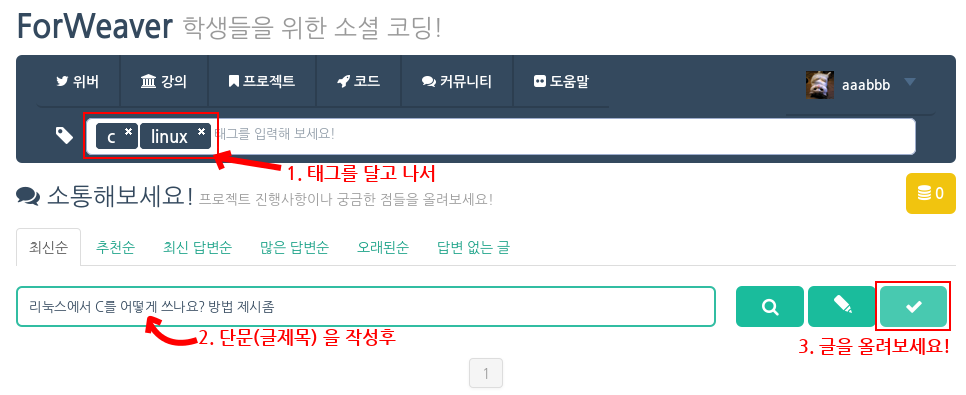 ForWeaver 학생들을 위한 소셜 코딩!
위버 강의 프로젝트 코드 커뮤니티 도움말 aaabbb
c × linux × 태그를 입력해 보세요!
1. 태그를 달고 나서
소통해보세요! 프로젝트 진행사항이나 궁금한 점들을 올려보세요! 0
최신순 추천순 최신 답변순 많은 답변순 오래된순 답변 없는 글
리눅스에서 C를 어떻게 쓰나요? 방법 제시좀
2. 단문(글제목) 을 작성후
3. 글을 올려보세요!
1